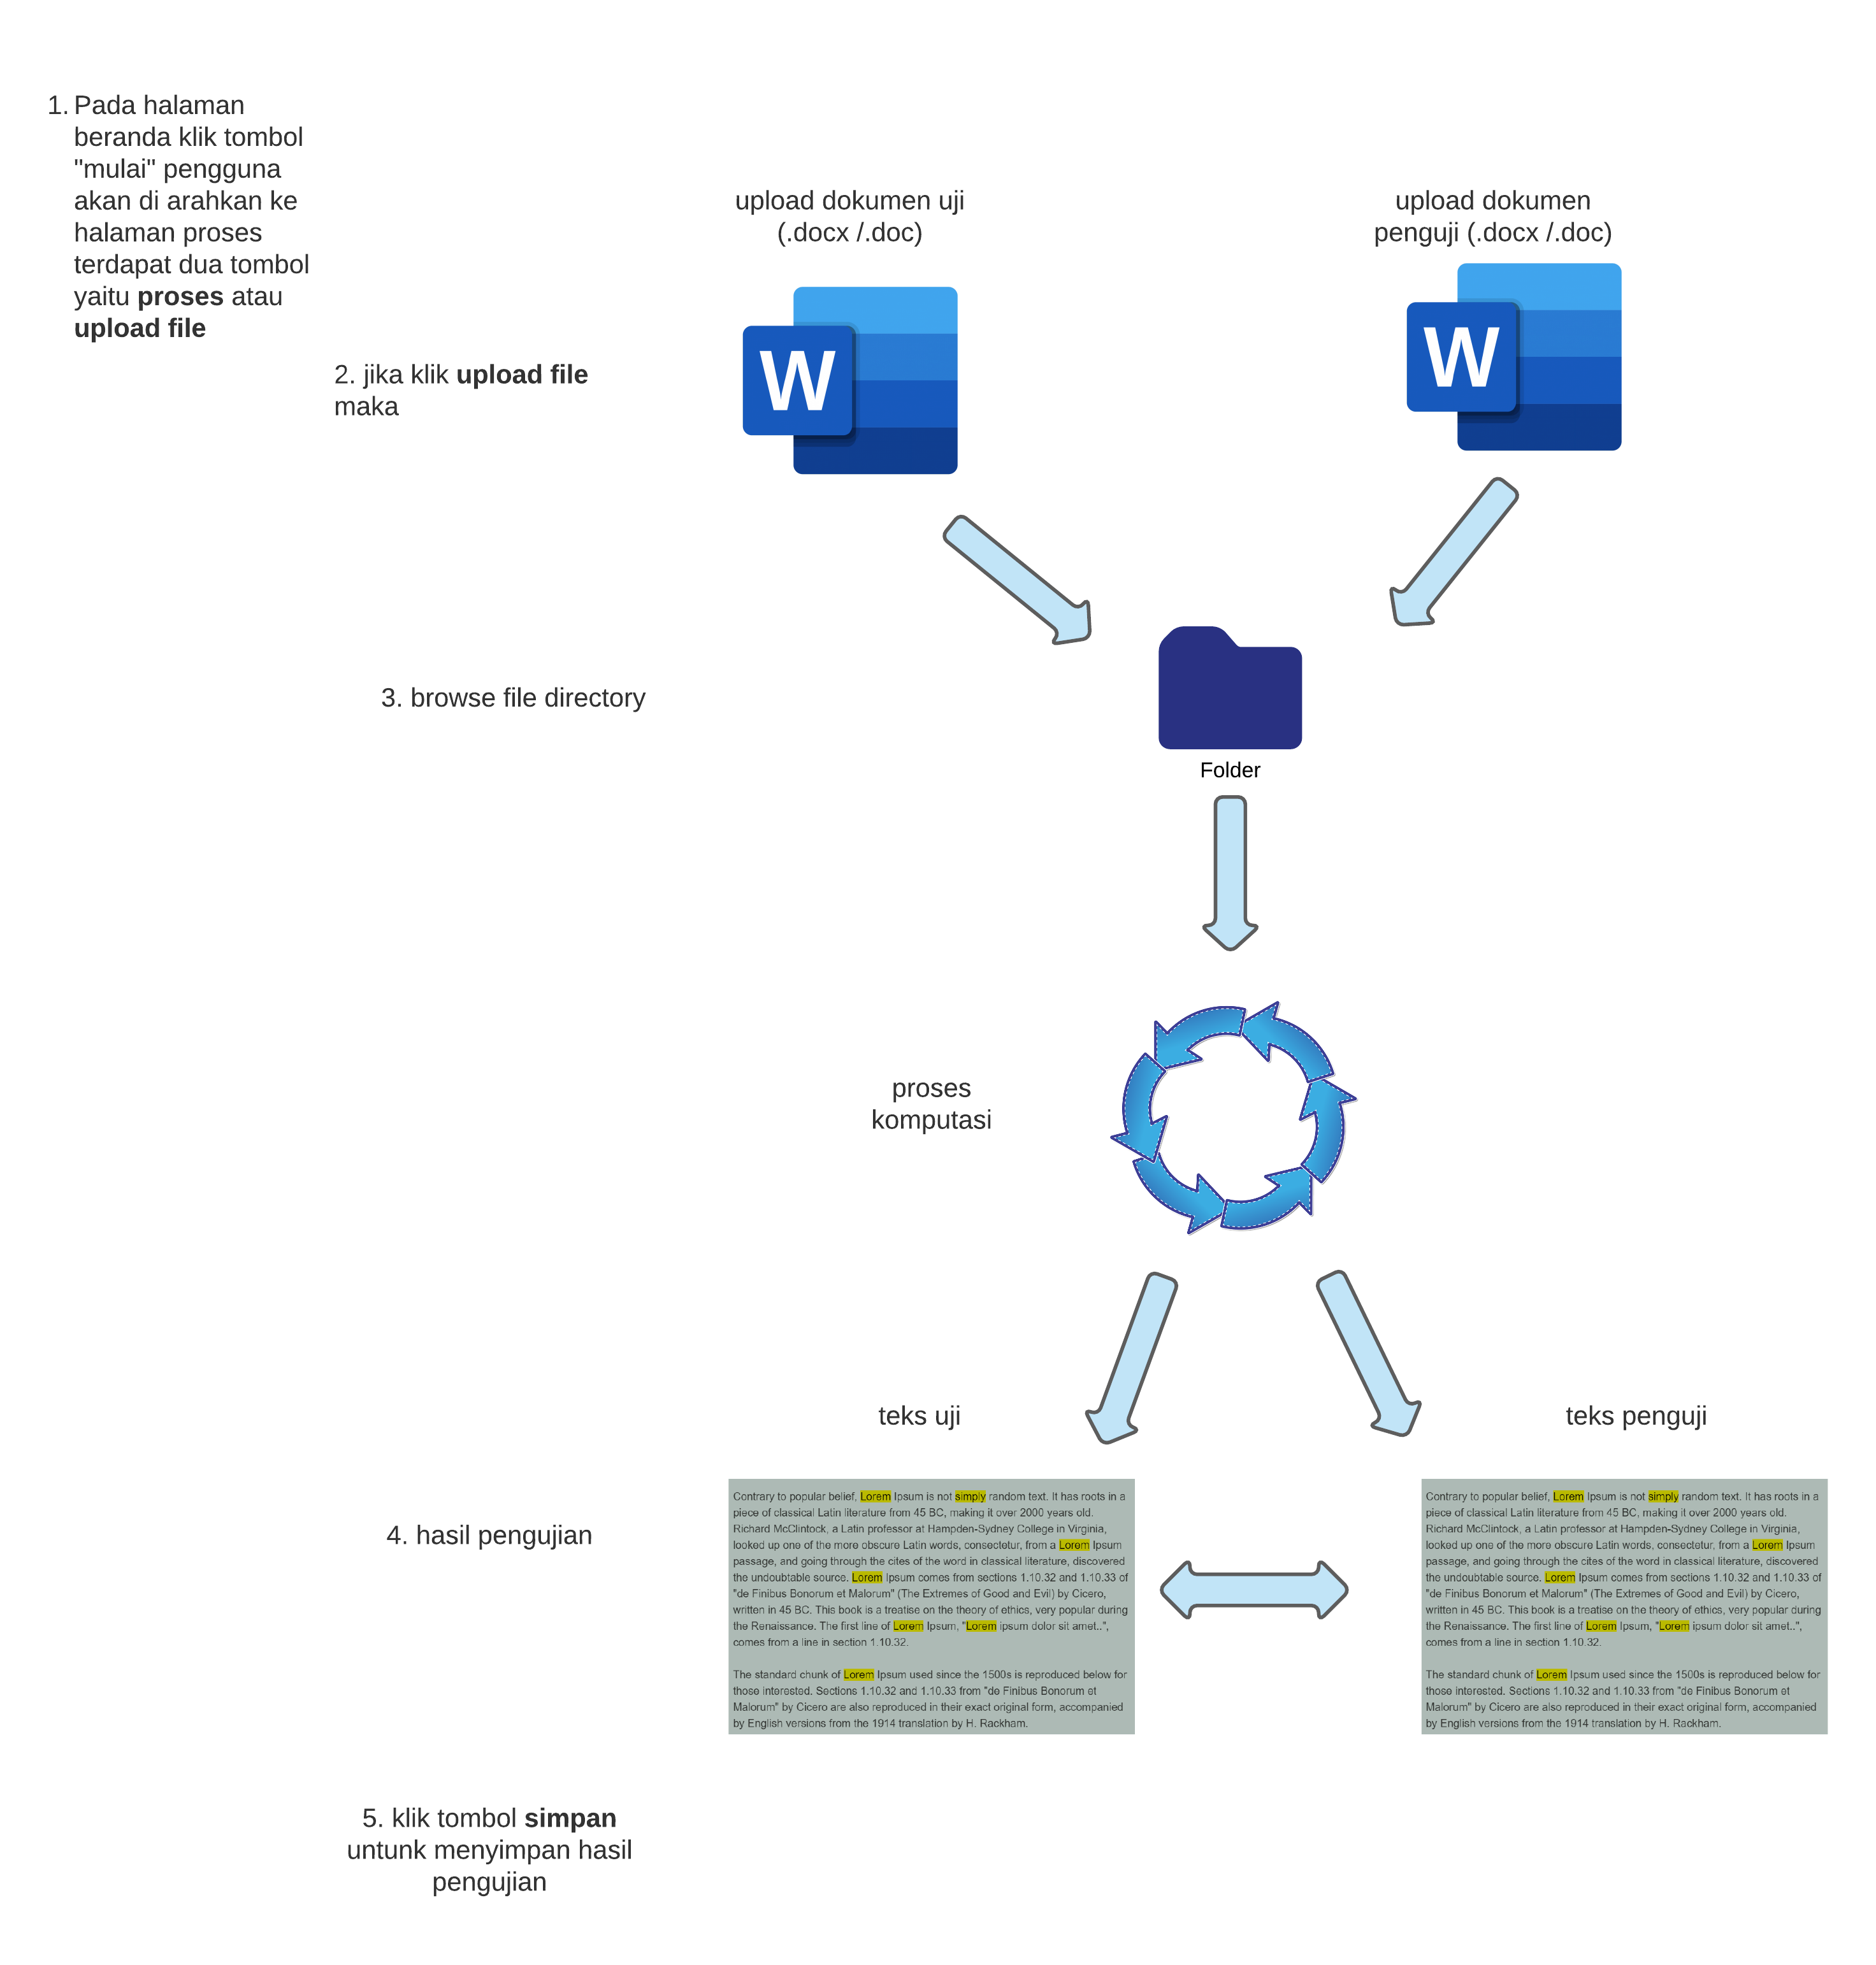 1. Pada halaman
beranda klik tombol
"mulai" pengguna
akan di arahkan ke
halaman proses
terdapat dua tombol
yaitu proses atau
upload file
upload dokumen uji
(.docx /.doc)
upload dokumen
penguji (.docx /.doc)
W
W
2. jika klik upload file
maka
3. browse file directory
Folder
proses
komputasi
teks uji
teks penguji
4. hasil pengujian
Contrary to popular belief, Lorem Ipsum is not simply random text. It has roots in a
piece of classical Latin literature from 45 BC, making it over 2000 years old.
Richard McClintock, a Latin professor at Hampden-Sydney College in Virginia,
looked up one of the more obscure Latin words, consectetur, from a Lorem Ipsum
passage, and going through the cites of the word in classical literature, discovered
the undoubtable source. Lorem Ipsum comes from sections 1.10.32 and 1.10.33 of
"de Finibus Bonorum et Malorum" (The Extremes of Good and Evil) by Cicero,
written in 45 BC. This book is a treatise on the theory of ethics, very popular during
the Renaissance. The first line of Lorem Ipsum, "Lorem ipsum dolor sit amet..",
comes from a line in section 1.10.32.
The standard chunk of Lorem Ipsum used since the 1500s is reproduced below for
those interested. Sections 1.10.32 and 1.10.33 from "de Finibus Bonorum et
Malorum" by Cicero are also reproduced in their exact original form, accompanied
by English versions from the 1914 translation by H. Rackham.
Contrary to popular belief, Lorem Ipsum is not simply random text. It has roots in a
piece of classical Latin literature from 45 BC, making it over 2000 years old.
Richard McClintock, a Latin professor at Hampden-Sydney College in Virginia,
looked up one of the more obscure Latin words, consectetur, from a Lorem Ipsum
passage, and going through the cites of the word in classical literature, discovered
the undoubtable source. Lorem Ipsum comes from sections 1.10.32 and 1.10.33 of
"de Finibus Bonorum et Malorum" (The Extremes of Good and Evil) by Cicero,
written in 45 BC. This book is a treatise on the theory of ethics, very popular during
the Renaissance. The first line of Lorem Ipsum, "Lorem ipsum dolor sit amet..",
comes from a line in section 1.10.32.
The standard chunk of Lorem Ipsum used since the 1500s is reproduced below for
those interested. Sections 1.10.32 and 1.10.33 from "de Finibus Bonorum et
Malorum" by Cicero are also reproduced in their exact original form, accompanied
by English versions from the 1914 translation by H. Rackham.
5. klik tombol simpan
untunk menyimpan hasil
pengujian